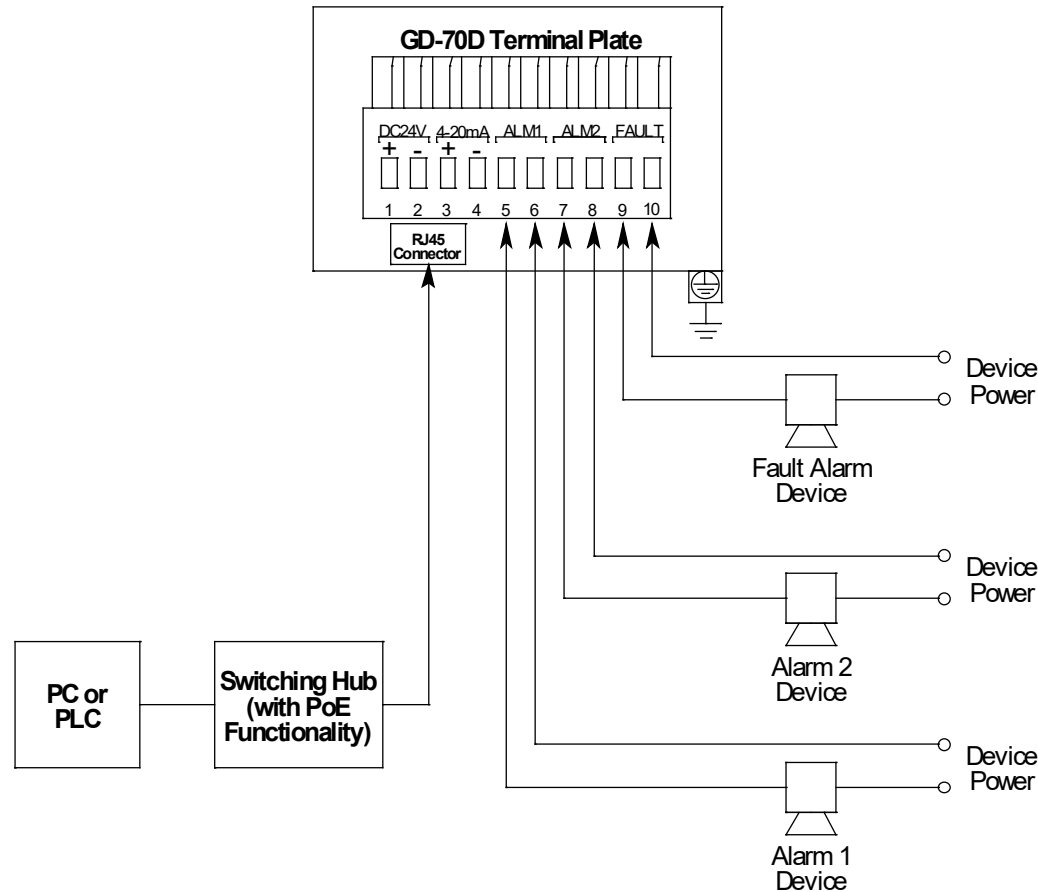 GD-70D Terminal Plate
DC24V 4-20mA ALM1 ALM2 FAULT
+ - + -
1 2 3 4 5 6 7 8 9 10
RJ45
Connector
Device
Power
Fault Alarm
Device
Device
Power
Alarm 2
Device
PC or
PLC
Switching Hub
(with PoE
Functionality)
Device
Power
Alarm 1
Device